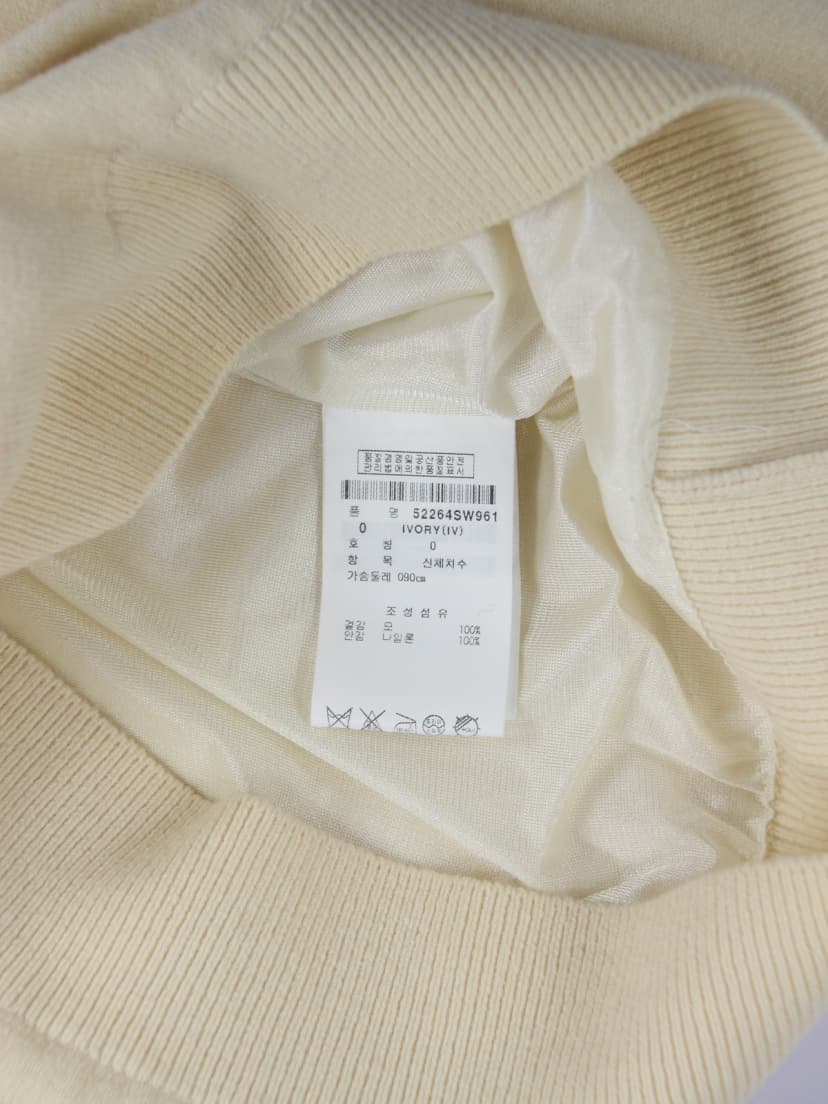 품질경영및공산품안전
관리법에의한품질표시
품 명 52264SW961
0 IVORY(IV)
호 칭 0
항 목 신체치수
가슴둘레 090cm
조성섬유
겉감 모 100%
안감 나일론 100%